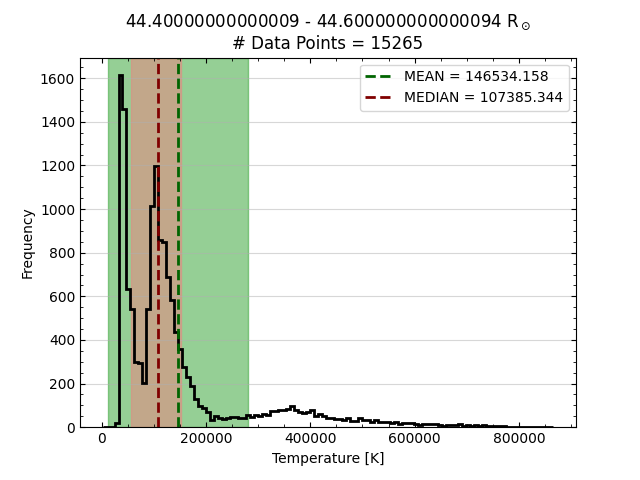 44.40000000000009 - 44.600000000000094 R⊙
# Data Points = 15265
MEAN = 146534.158
MEDIAN = 107385.344
1600
1400
1200
1000
800
600
400
200
0
Frequency
0 200000 400000 600000 800000
Temperature [K]